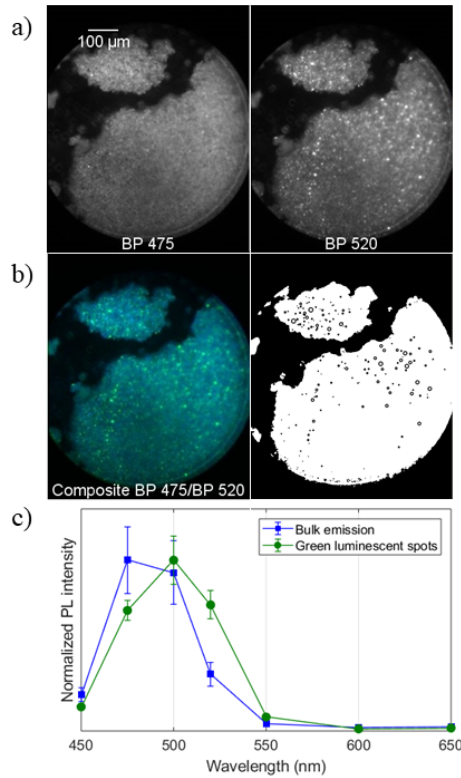 a)
100 µm
BP 475
BP 520
b)
Composite BP 475/BP 520
c)
Bulk emission
Green luminescent spots
Normalized PL intensity
450
500
550
600
650
Wavelength (nm)